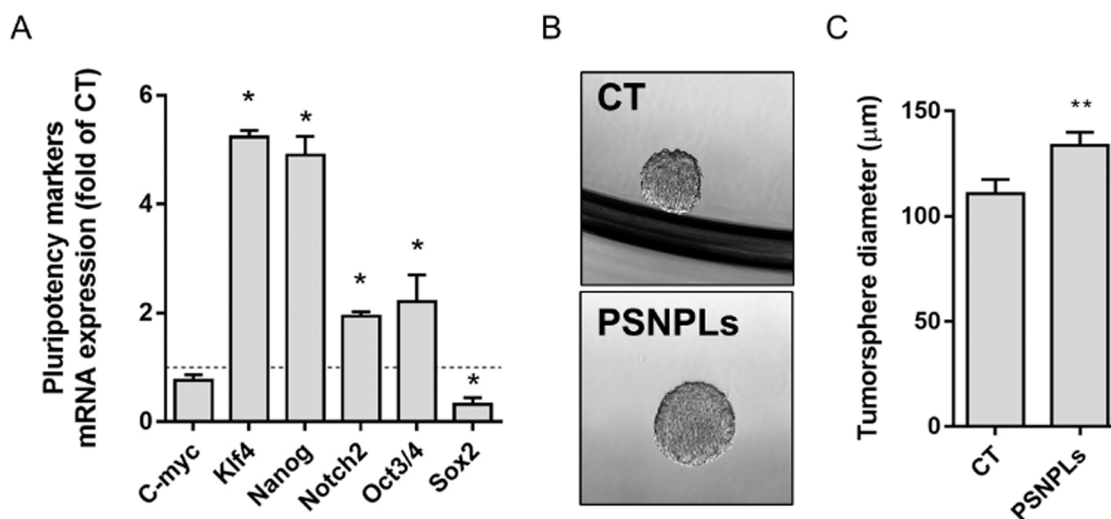 A
Pluripotency markers
mRNA expression (fold of CT)
6
4
2
0
*
*
*
*
*
C-myc
Klf4
Nanog
Notch2
Oct3/4
Sox2
B
CT
PSNPLs
C
Tumorsphere diameter (μm)
150
100
50
0
**
CT
PSNPLs